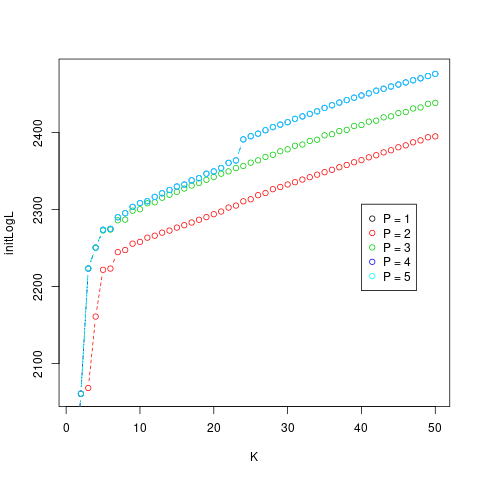 2400
2300
2200
2100
initLogL
P = 1
P = 2
P = 3
P = 4
P = 5
0 10 20 30 40 50
K